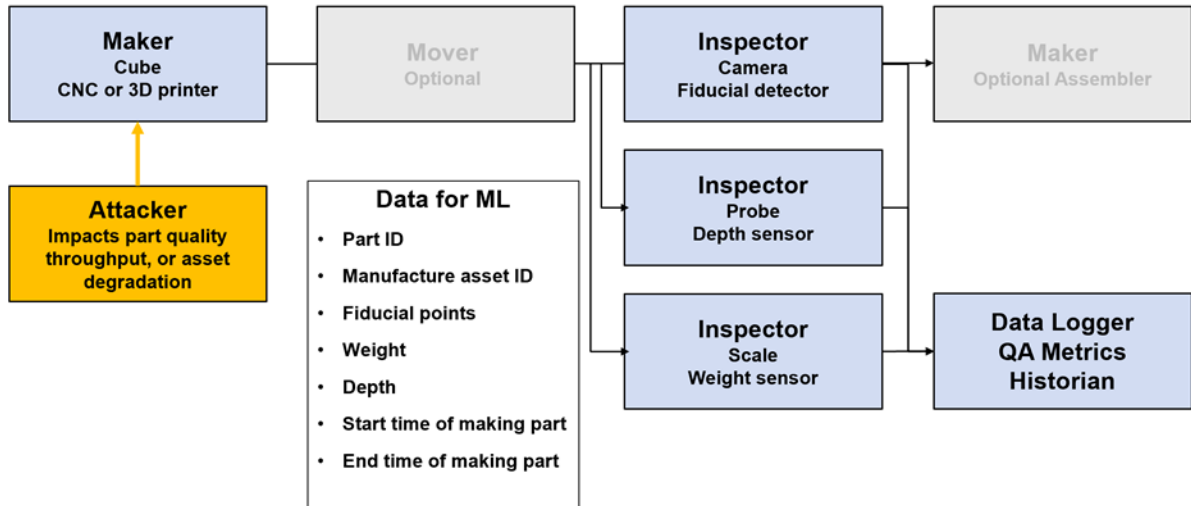 Maker
Cube
CNC or 3D printer
Mover
Optional
Inspector
Camera
Fiducial detector
Maker
Optional Assembler
Attacker
Impacts part quality
throughput, or asset
degradation
Data for ML
• Part ID
• Manufacture asset ID
• Fiducial points
• Weight
• Depth
• Start time of making part
• End time of making part
Inspector
Probe
Depth sensor
Inspector
Scale
Weight sensor
Data Logger
QA Metrics
Historian